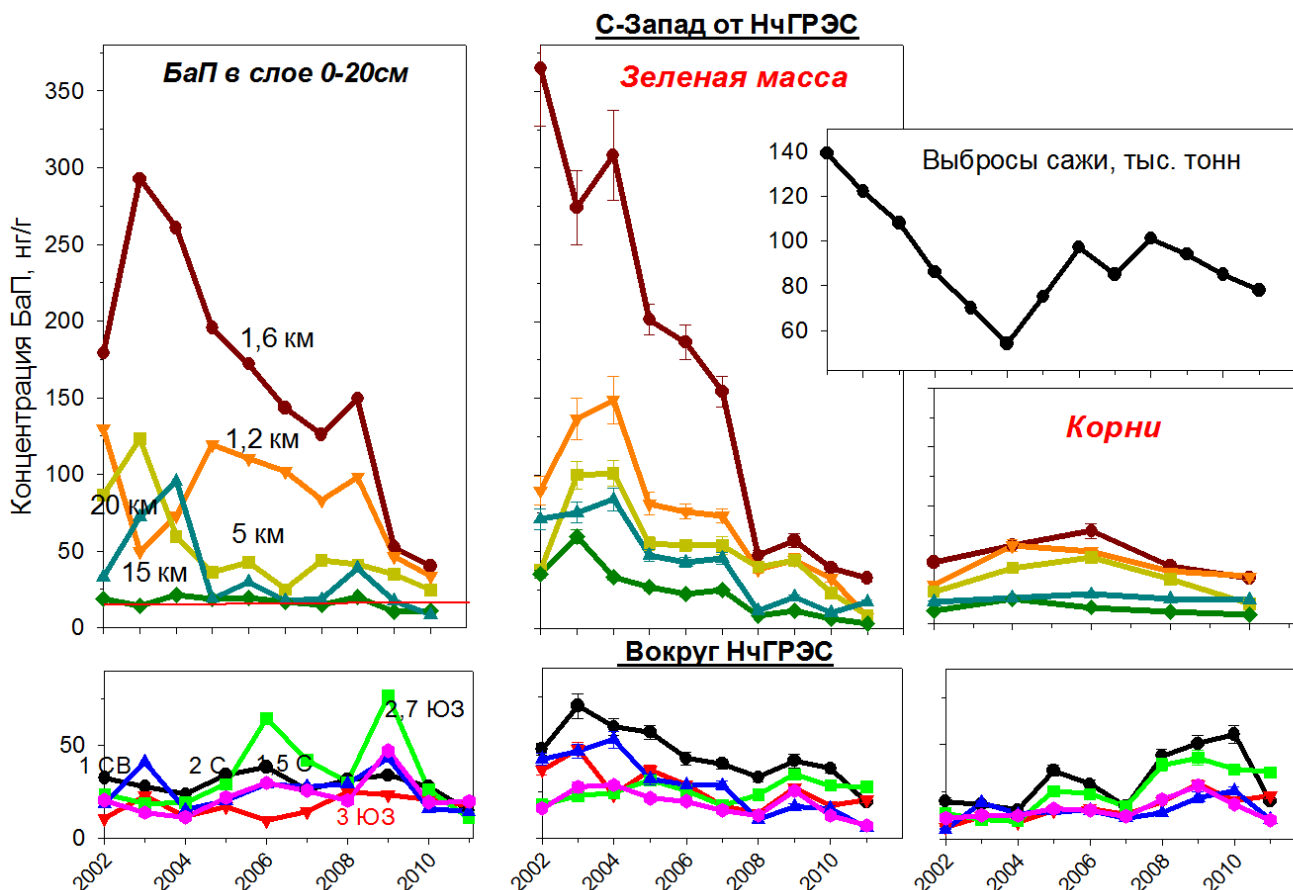 С-Запад от НчГРЭС
БаП в слое 0-20см
Зеленая масса
Выбросы сажи, тыс. тонн
Концентрация БаП, нг/г
350
300
250
200
150
100
50
0
140
120
100
80
60
1,6 км
1,2 км
20 км
5 км
15 км
Корни
Вокруг НчГРЭС
50
0
1 СВ
2 С
1,5 С
2,7 ЮЗ
3 ЮЗ
2002 2004 2006 2008 2010
2002 2004 2006 2008 2010
2002 2004 2006 2008 2010